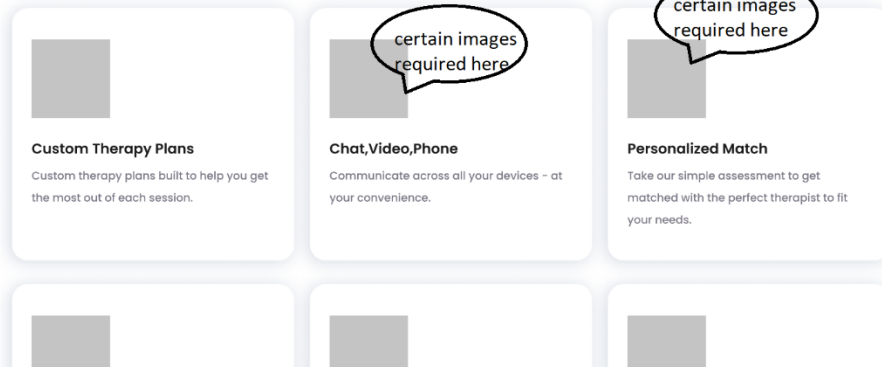 certain images
required here
certain images
required here
Custom Therapy Plans
Custom therapy plans built to help you get
the most out of each session.
Chat,Video,Phone
Communicate across all your devices - at
your convenience.
Personalized Match
Take our simple assessment to get
matched with the perfect therapist to fit
your needs.